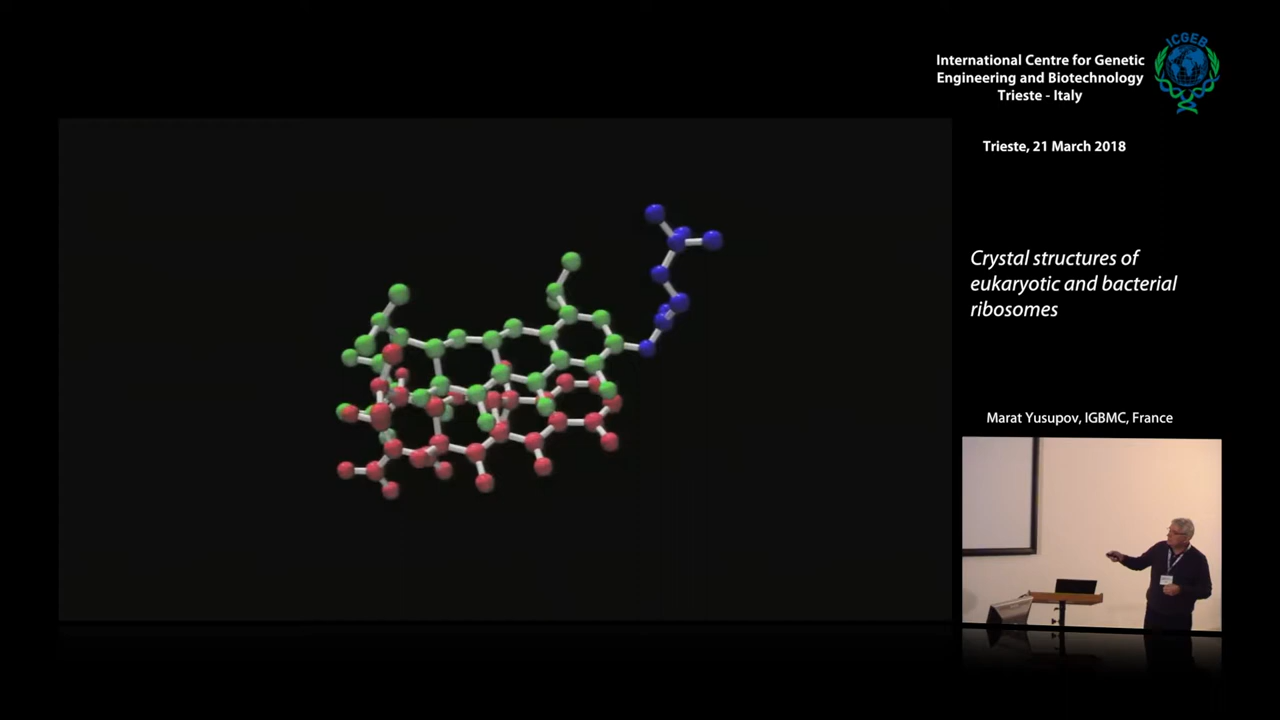 International Centre for Genetic
Engineering and Biotechnology
Trieste - Italy
ICGEB
Trieste, 21 March 2018
Crystal structures of
eukaryotic and bacterial
ribosomes
Marat Yusupov, IGBMC, France